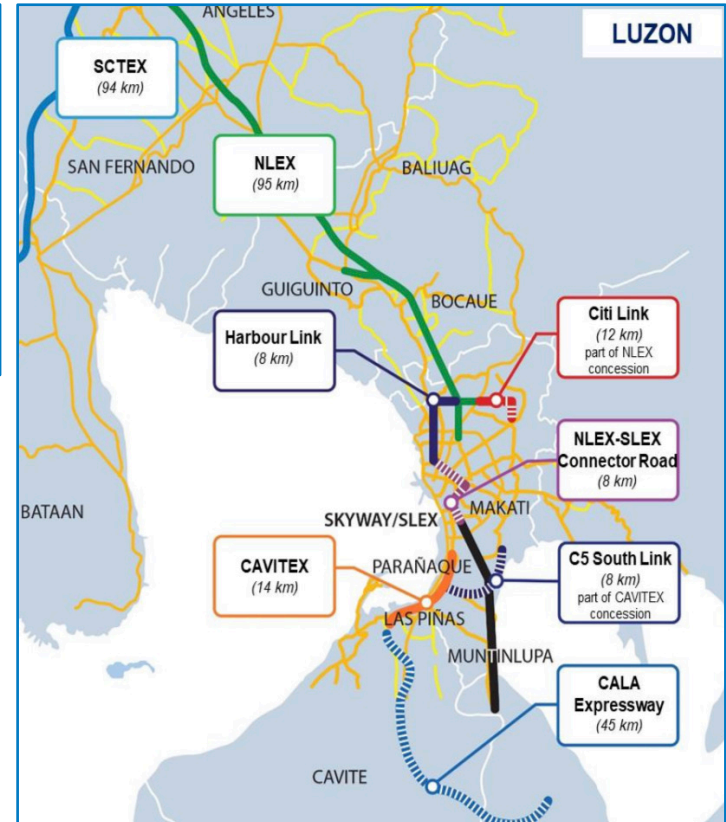 ANGELES
LUZON
SCTEX
(94 km)
SAN FERNANDO
NLEX
(95 km)
BALIUAG
GUIGUINTO
BOCAUE
Harbour Link
(8 km)
Citi Link
(12 km)
part of NLEX
concession
NLEX-SLEX
Connector Road
(8 km)
BATAAN
SKYWAY/SLEX
MAKATI
CAVITEX
(14 km)
PARAÑAQUE
C5 South Link
(8 km)
part of CAVITEX
concession
LAS PIÑAS
MUNTINLUPA
CALA
Expressway
(45 km)
CAVITE